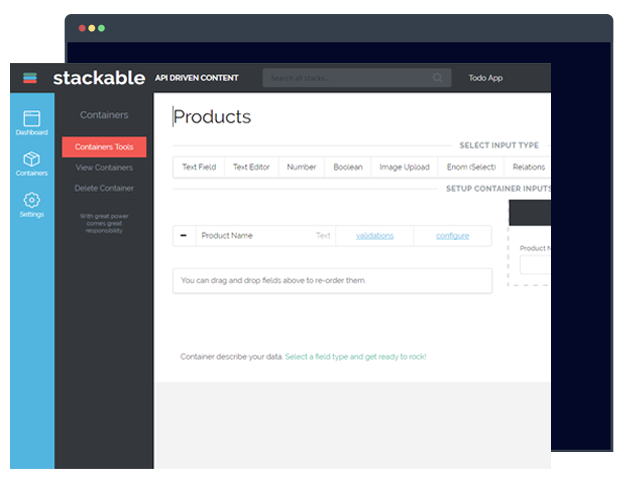 stackable API DRIVEN CONTENT Search all stacks... Todo App
Dashboard
Containers
Settings
Containers
Containers Tools
View Containers
Delete Container
With great power
comes great
responsibility
Products
SELECT INPUT TYPE
Text Field Text Editor Number Boolean Image Upload Enom (Select) Relations
SETUP CONTAINER INPUTS
Product Name Text validations configure
Product N
You can drag and drop fields above to re-order them.
Container describe your data. Select a field type and get ready to rock!